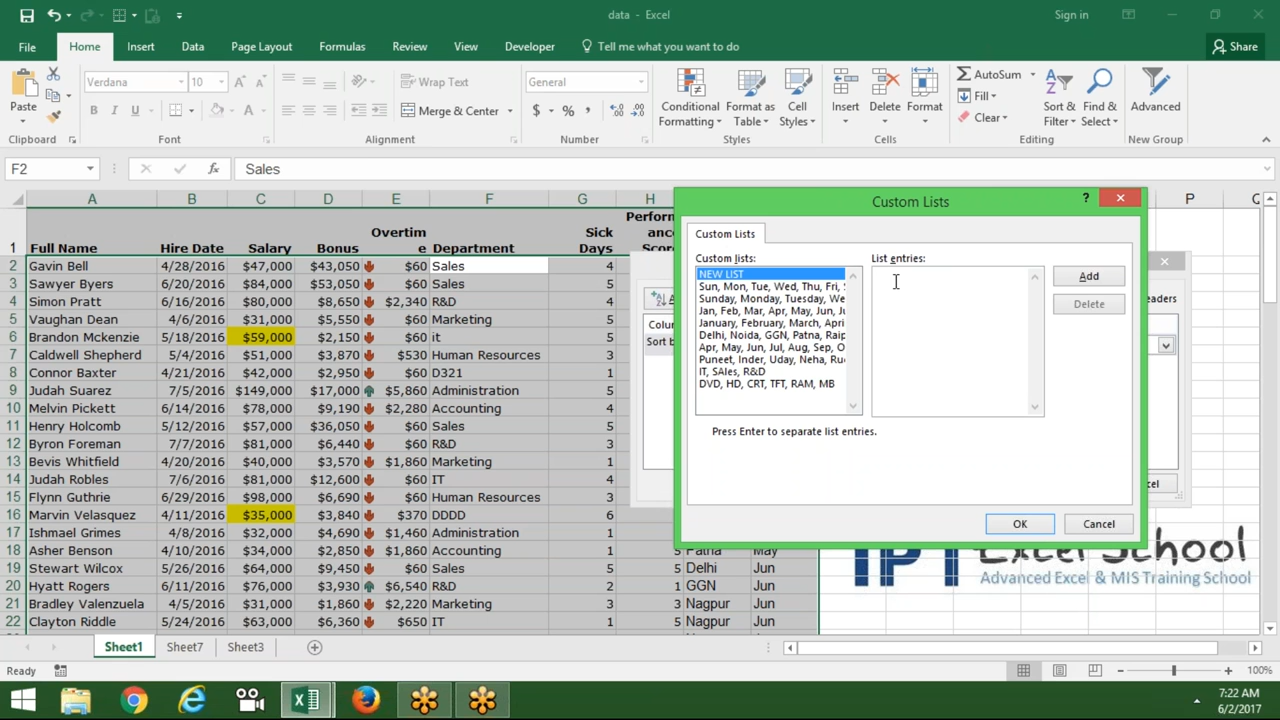 data - Excel
Sign in
File Home Insert Data Page Layout Formulas Review View Developer Tell me what you want to do Share
Verdana 10 Wrap Text General AutoSum
Paste Merge & Center $ % Conditional Formatting Format as Table Cell Styles Insert Delete Format Fill Clear Sort & Filter Find & Select Advanced
Clipboard Font Alignment Number Styles Cells Editing New Group
F2 Sales
A B C D E F G H P
1 Full Name Hire Date Salary Bonus Overtime Department Sick Days Performance Score
2 Gavin Bell 4/28/2016 $47,000 $43,050 $60 Sales 4
3 Sawyer Byers 6/20/2016 $84,000 $53,050 $60 Sales 5
4 Simon Pratt 6/16/2016 $80,000 $8,650 $2,340 R&D 4
5 Vaughan Dean 4/6/2016 $31,000 $5,550 $60 Marketing 5
6 Brandon Mckenzie 5/18/2016 $59,000 $2,150 $60 it 5
7 Caldwell Shepherd 5/4/2016 $51,000 $3,870 $530 Human Resources 3
8 Connor Baxter 4/21/2016 $42,000 $2,950 $60 D321 1
9 Judah Suarez 7/5/2016 $149,000 $17,000 $5,860 Administration 5
10 Melvin Pickett 6/14/2016 $78,000 $9,190 $2,280 Accounting 4
11 Henry Holcomb 5/12/2016 $57,000 $36,050 $60 Sales 5
12 Byron Foreman 7/7/2016 $81,000 $6,440 $60 R&D 3
13 Bevis Whitfield 4/20/2016 $40,000 $3,570 $1,860 Marketing 1
14 Judah Robles 7/6/2016 $81,000 $12,600 $60 IT 4
15 Flynn Guthrie 6/29/2016 $98,000 $6,690 $60 Human Resources 3
16 Marvin Velasquez 4/11/2016 $35,000 $3,840 $370 DDDD 6
17 Ishmael Grimes 4/8/2016 $32,000 $4,690 $1,460 Administration 1
18 Asher Benson 4/10/2016 $34,000 $2,850 $1,860 Accounting 1 5 Patna May
19 Stewart Wilcox 5/26/2016 $64,000 $9,450 $60 Sales 5 5 Delhi Jun
20 Hyatt Rogers 6/11/2016 $76,000 $3,930 $6,540 R&D 2 1 GGN Jun
21 Bradley Valenzuela 4/5/2016 $31,000 $1,860 $2,220 Marketing 3 3 Nagpur Jun
22 Clayton Riddle 5/24/2016 $63,000 $6,360 $650 IT 1 5 Nagpur Jun
Custom Lists
?
Custom Lists
Custom lists: List entries:
NEW LIST
Sun, Mon, Tue, Wed, Thu, Fri, S
Sunday, Monday, Tuesday, We
Jan, Feb, Mar, Apr, May, Jun, Ju
January, February, March, April
Delhi, Noida, GGN, Patna, Raip
Apr, May, Jun, Jul, Aug, Sep, O
Puneet, Inder, Uday, Neha, Ru
IT, SAles, R&D
DVD, HD, CRT, TFT, RAM, MB
Add
Delete
Press Enter to separate list entries.
OK Cancel
Excel School
Advanced Excel & MIS Training School
Sheet1 Sheet7 Sheet3
Ready 100%
7:22 AM
6/2/2017